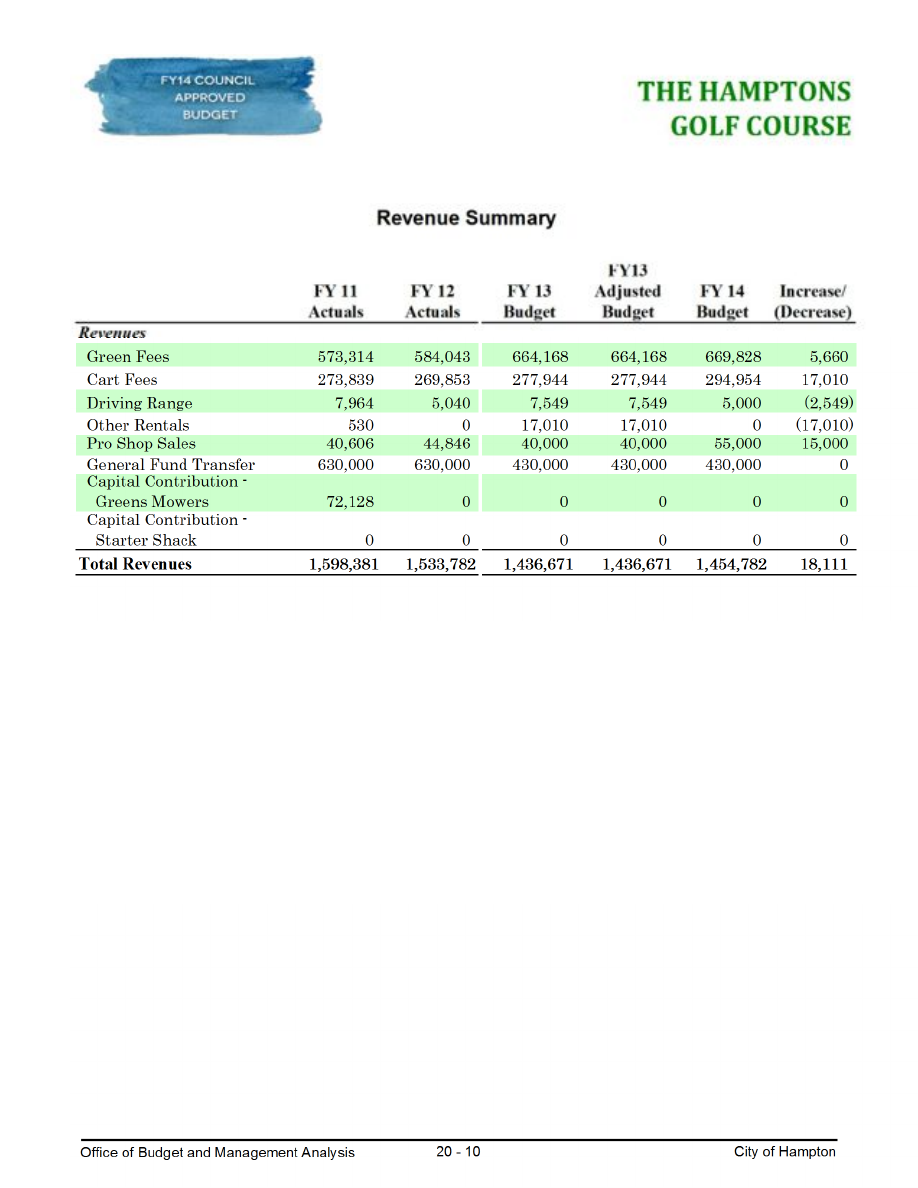 FY14 COUNCIL
APPROVED
BUDGET
THE HAMPTONS
GOLF COURSE
Revenue Summary
FY13
FY 11 FY 12 FY 13 Adjusted FY 14 Increase/
Actuals Actuals Budget Budget Budget (Decrease)
Revenues
Green Fees 573,314 584,043 664,168 664,168 669,828 5,660
Cart Fees 273,839 269,853 277,944 277,944 294,954 17,010
Driving Range 7,964 5,040 7,549 7,549 5,000 (2,549)
Other Rentals 530 0 17,010 17,010 0 (17,010)
Pro Shop Sales 40,606 44,846 40,000 40,000 55,000 15,000
General Fund Transfer 630,000 630,000 430,000 430,000 430,000 0
Capital Contribution -
Greens Mowers 72,128 0 0 0 0 0
Capital Contribution -
Starter Shack 0 0 0 0 0 0
Total Revenues 1,598,381 1,533,782 1,436,671 1,436,671 1,454,782 18,111
Office of Budget and Management Analysis 20 - 10 City of Hampton